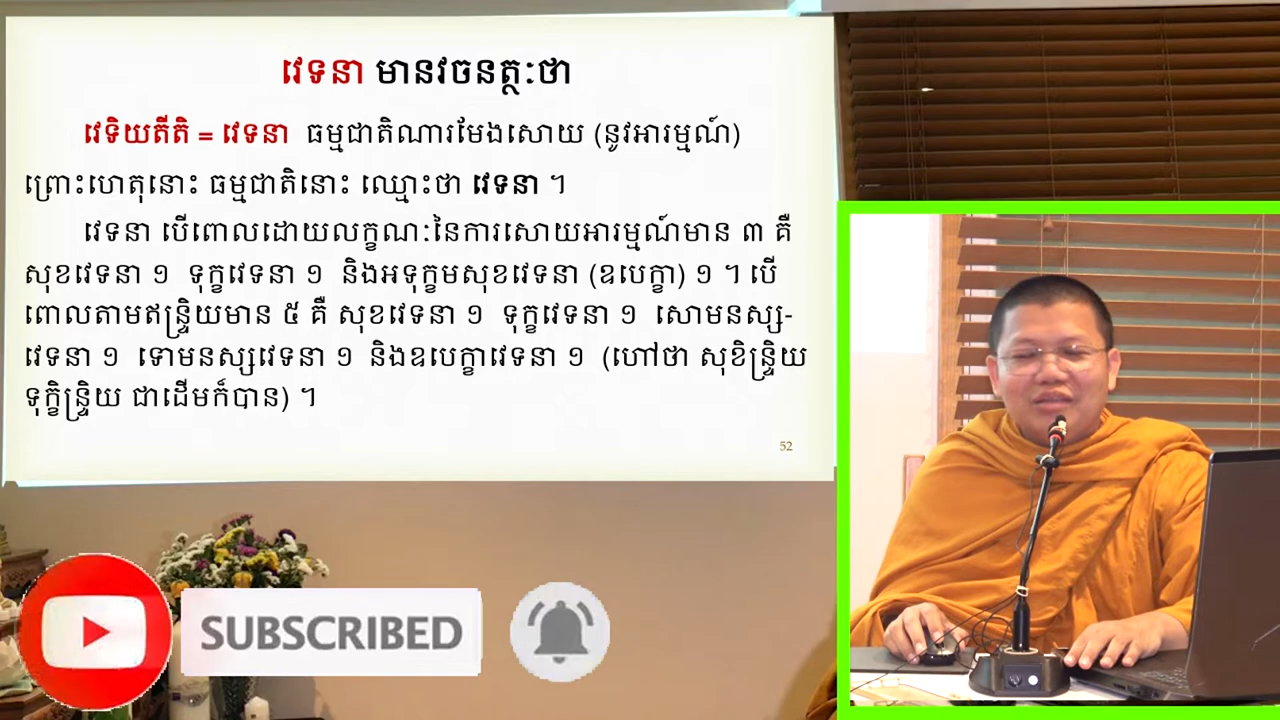 វេទនា មានវចនត្ថៈថា
វេទិយតីតិ = វេទនា ធម្មជាតិណារមែងសោយ (នូវអារម្មណ៍)
ព្រោះហេតុនោះ ធម្មជាតិនោះ ឈ្មោះថា វេទនា ។
វេទនា បើពោលដោយលក្ខណៈនៃការសោយអារម្មណ៍មាន ៣ គឺ
សុខវេទនា ១ ទុក្ខវេទនា ១ និងអទុក្ខមសុខវេទនា (ឧបេក្ខា) ១ ។ បើ
ពោលតាមឥន្ទ្រិយមាន ៥ គឺ សុខវេទនា ១ ទុក្ខវេទនា ១ សោមនស្ស-
វេទនា ១ ទោមនស្សវេទនា ១ និងឧបេក្ខាវេទនា ១ (ហៅថា សុខិន្ទ្រិយ
ទុក្ខិន្ទ្រិយ ជាដើមក៏បាន) ។
52
SUBSCRIBED